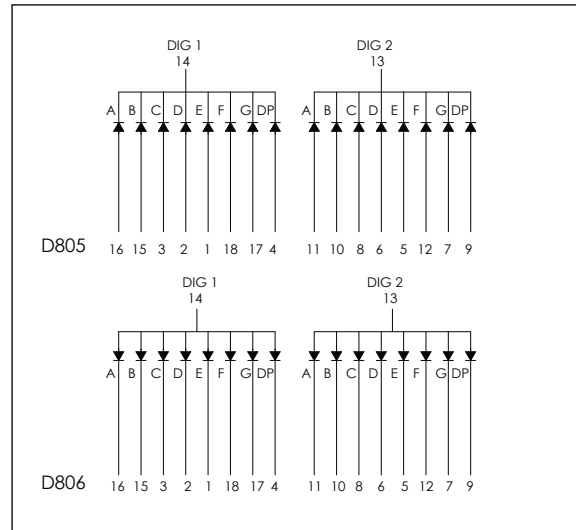 DIG 1 DIG 2
14 13
A B C D E F G DP A B C D E F G DP
D805 16 15 3 2 1 18 17 4 11 10 8 6 5 12 7 9
DIG 1 DIG 2
14 13
A B C D E F G DP A B C D E F G DP
D806 16 15 3 2 1 18 17 4 11 10 8 6 5 12 7 9